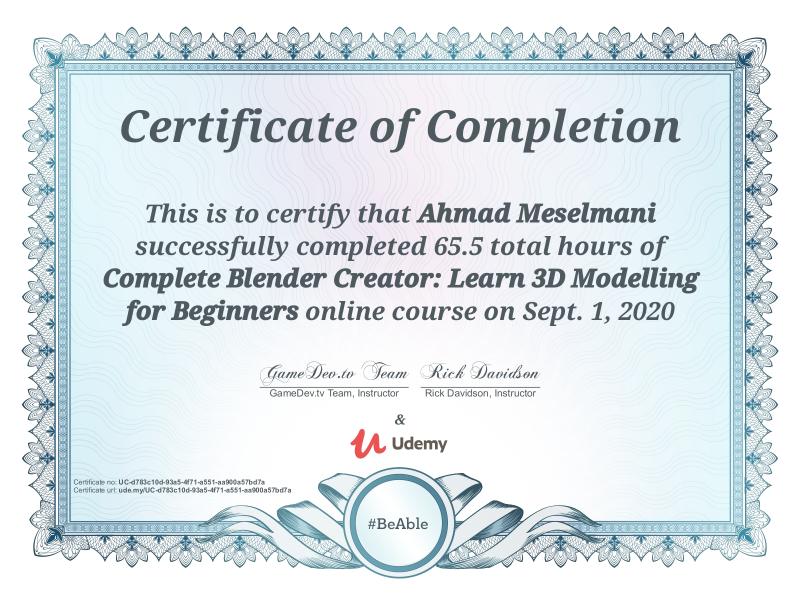 Certificate of Completion
This is to certify that Ahmad Meselmani
successfully completed 65.5 total hours of
Complete Blender Creator: Learn 3D Modelling
for Beginners online course on Sept. 1, 2020
GameDev.tv Team Rick Davidson
GameDev.tv Team, Instructor Rick Davidson, Instructor
&
Udemy
Certificate no: UC-d783c10d-93a5-4f71-a551-aa900a57bd7a
Certificate url: ude.my/UC-d783c10d-93a5-4f71-a551-aa900a57bd7a
#BeAble